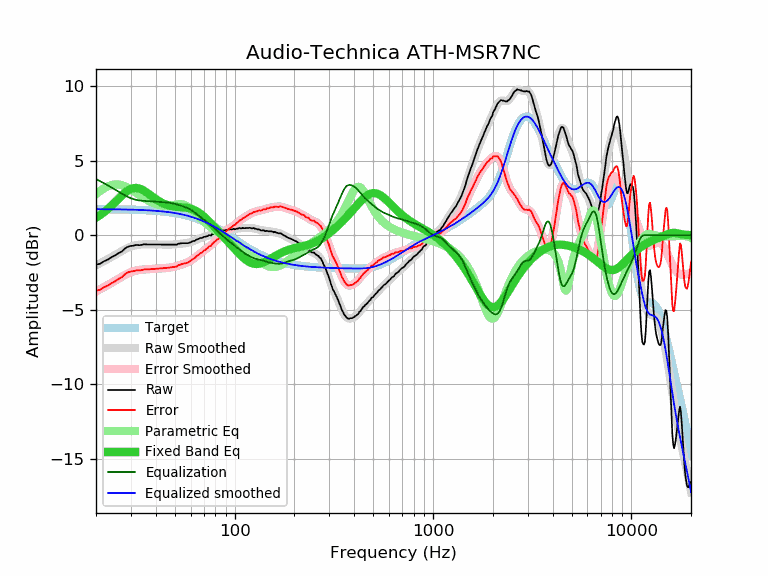 Audio-Technica ATH-MSR7NC
Amplitude (dBr)
10
5
0
−5
−10
−15
Target
Raw Smoothed
Error Smoothed
Raw
Error
Parametric Eq
Fixed Band Eq
Equalization
Equalized smoothed
100
1000
10000
Frequency (Hz)